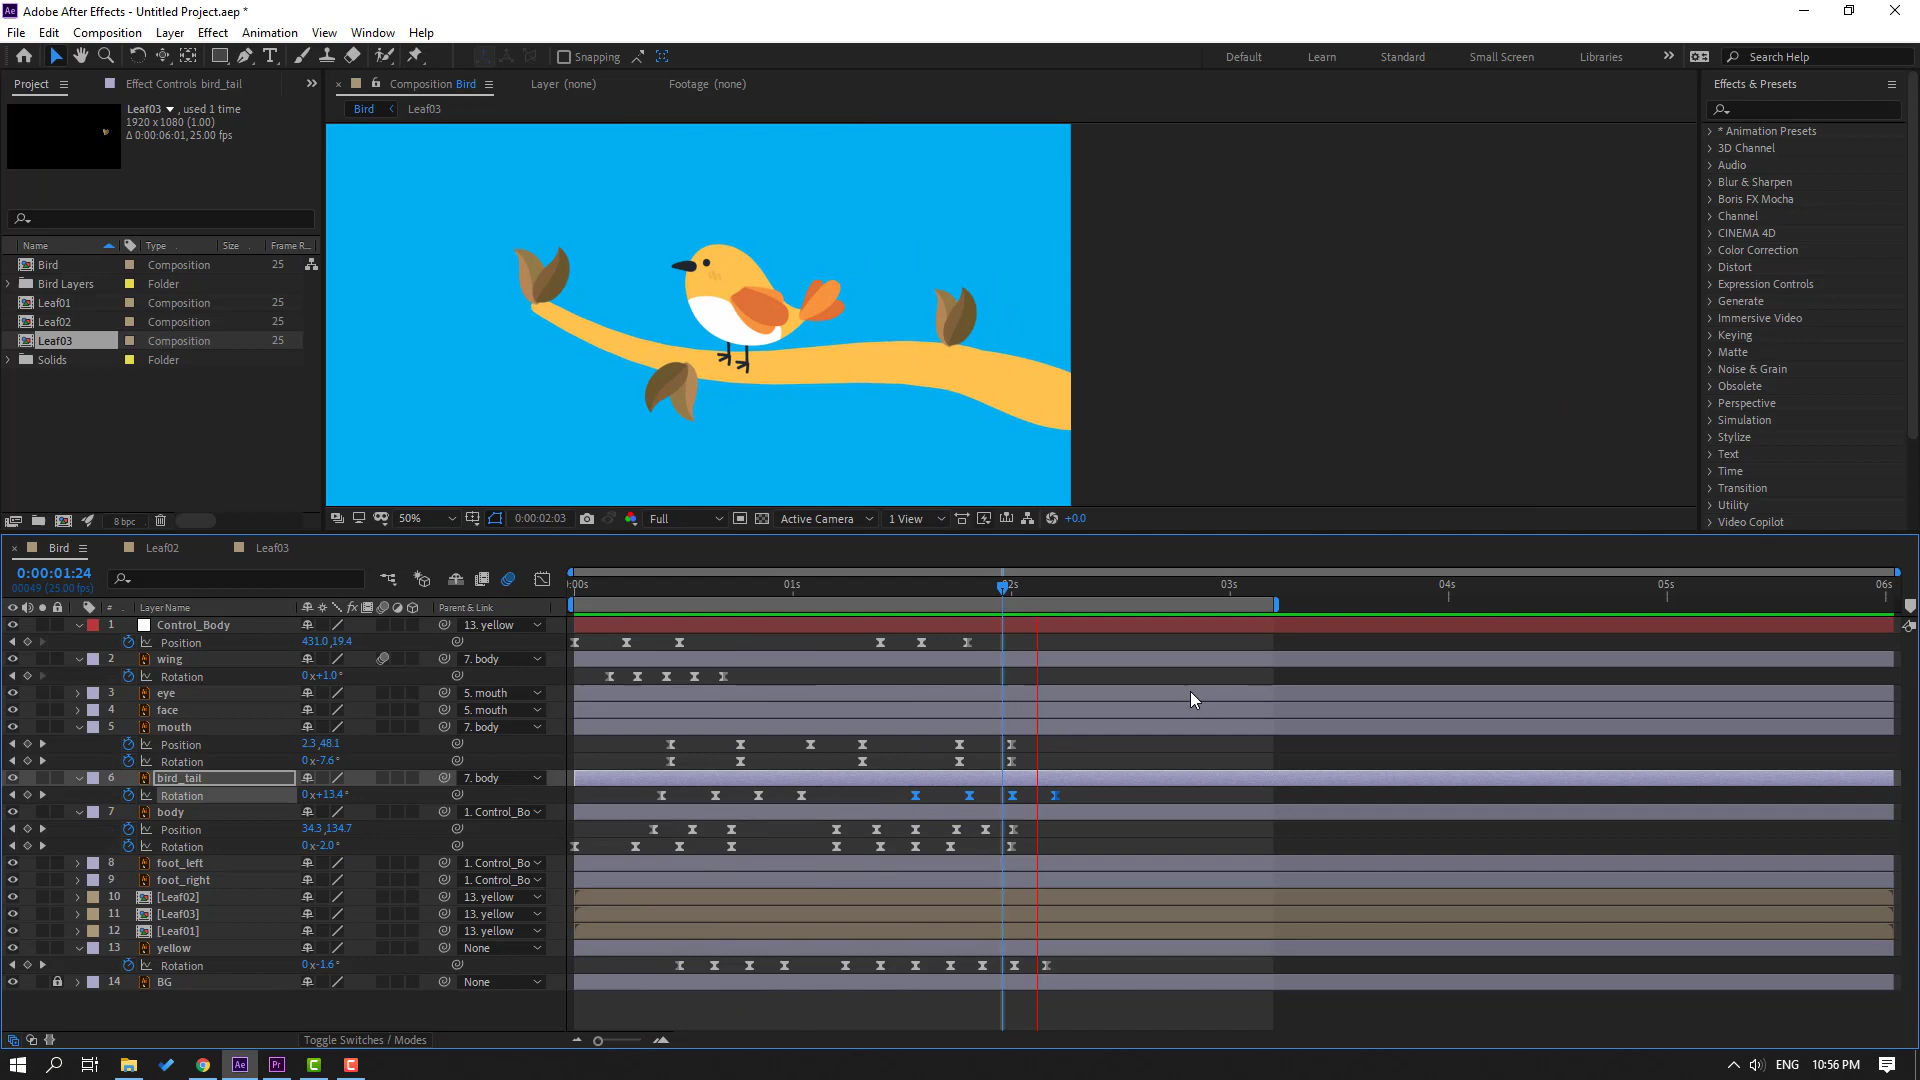 Adobe After Effects - Untitled Project.aep *
File Edit Composition Layer Effect Animation View Window Help
Snapping Default Learn Standard Small Screen Libraries Search Help
Project Effect Controls bird_tail Composition Bird Layer (none) Footage (none) Effects & Presets
Bird Leaf03
Leaf03 , used 1 time
1920 x 1080 (1.00)
Δ 0:00:06:01, 25.00 fps
Name Type Size Frame R...
Bird Composition 25
Bird Layers Folder
Leaf01 Composition 25
Leaf02 Composition 25
Leaf03 Composition 25
Solids Folder
* Animation Presets
3D Channel
Audio
Blur & Sharpen
Boris FX Mocha
Channel
CINEMA 4D
Color Correction
Distort
Expression Controls
Generate
Immersive Video
Keying
Matte
Noise & Grain
Obsolete
Perspective
Simulation
Stylize
Text
Time
Transition
Utility
Video Copilot
8 bpc 50% 0:00:02:03 Full Active Camera 1 View +0.0
Bird Leaf02 Leaf03
0:00:01:24
00049 (25.00 fps)
:00s 01s 02s 03s 04s 05s 06s
# Layer Name fx Parent & Link
1 Control_Body 13. yellow
Position 431.0,19.4
2 wing 7. body
Rotation 0x+1.0°
3 eye 5. mouth
4 face 5. mouth
5 mouth 7. body
Position 2.3,48.1
Rotation 0x-7.6°
6 bird_tail 7. body
Rotation 0x+13.4°
7 body 1. Control_Bo
Position 34.3,134.7
Rotation 0x-2.0°
8 foot_left 1. Control_Bo
9 foot_right 1. Control_Bo
10 [Leaf02] 13. yellow
11 [Leaf03] 13. yellow
12 [Leaf01] 13. yellow
13 yellow None
Rotation 0x-1.6°
14 BG None
Toggle Switches / Modes
Ae Pr C C ENG 10:56 PM